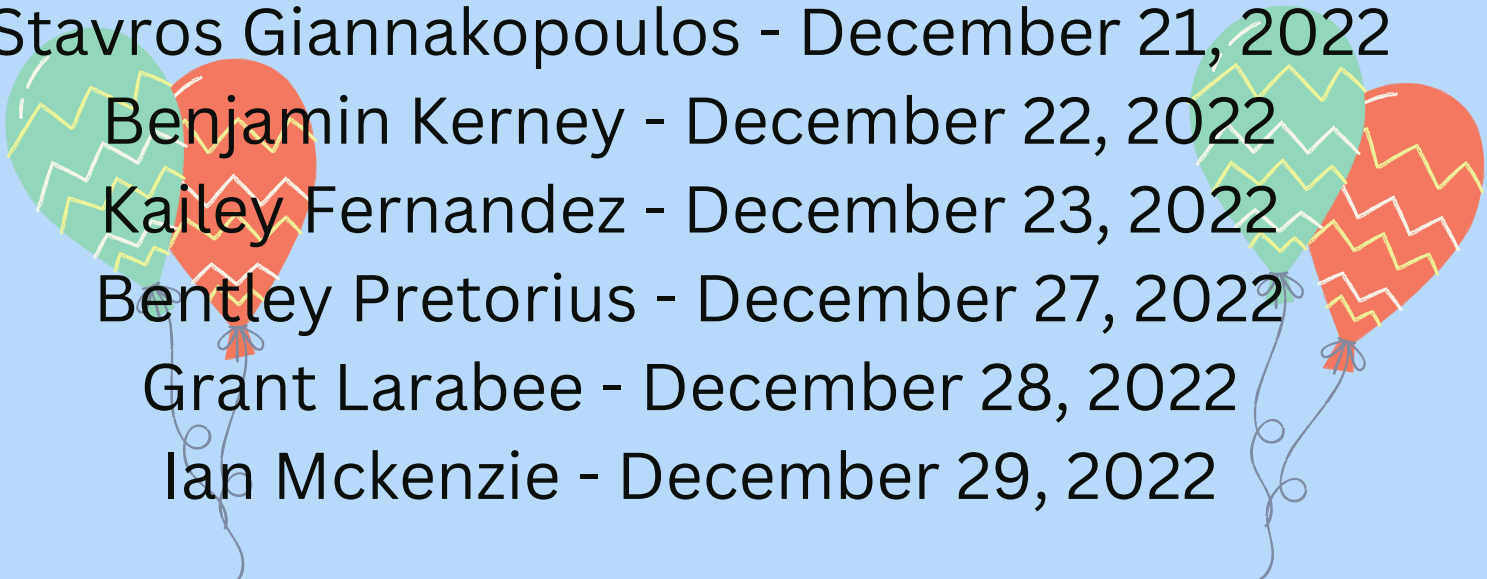 Stavros Giannakopoulos - December 21, 2022
Benjamin Kerney - December 22, 2022
Kailey Fernandez - December 23, 2022
Bentley Pretorius - December 27, 2022
Grant Larabee - December 28, 2022
Ian Mckenzie - December 29, 2022